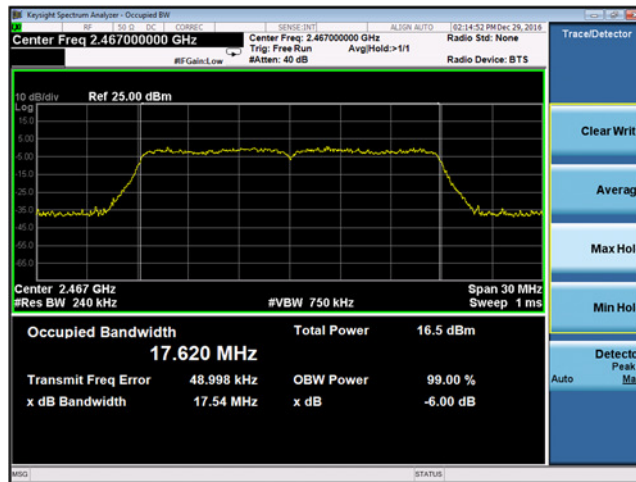 Keysight Spectrum Analyzer - Occupied BW
RF 50 Ω DC CORREC SENSE:INT ALIGN AUTO 02:14:52 PM Dec 29, 2016
Center Freq 2.467000000 GHz
Center Freq: 2.467000000 GHz
Radio Std: None
Trig: Free Run Avg|Hold:>1/1
#IFGain:Low #Atten: 40 dB
Radio Device: BTS
Trace/Detector
10 dB/div Ref 25.00 dBm
Log
15.0
5.00
-5.00
-15.0
-25.0
-35.0
-45.0
-55.0
-65.0
Center 2.467 GHz Span 30 MHz
#Res BW 240 kHz #VBW 750 kHz Sweep 1 ms
Occupied Bandwidth Total Power 16.5 dBm
17.620 MHz
Transmit Freq Error 48.998 kHz OBW Power 99.00 %
x dB Bandwidth 17.54 MHz x dB -6.00 dB
Clear Writ
Averag
Max Hol
Min Hol
Detecto
Peak
Auto Ma
MSG STATUS